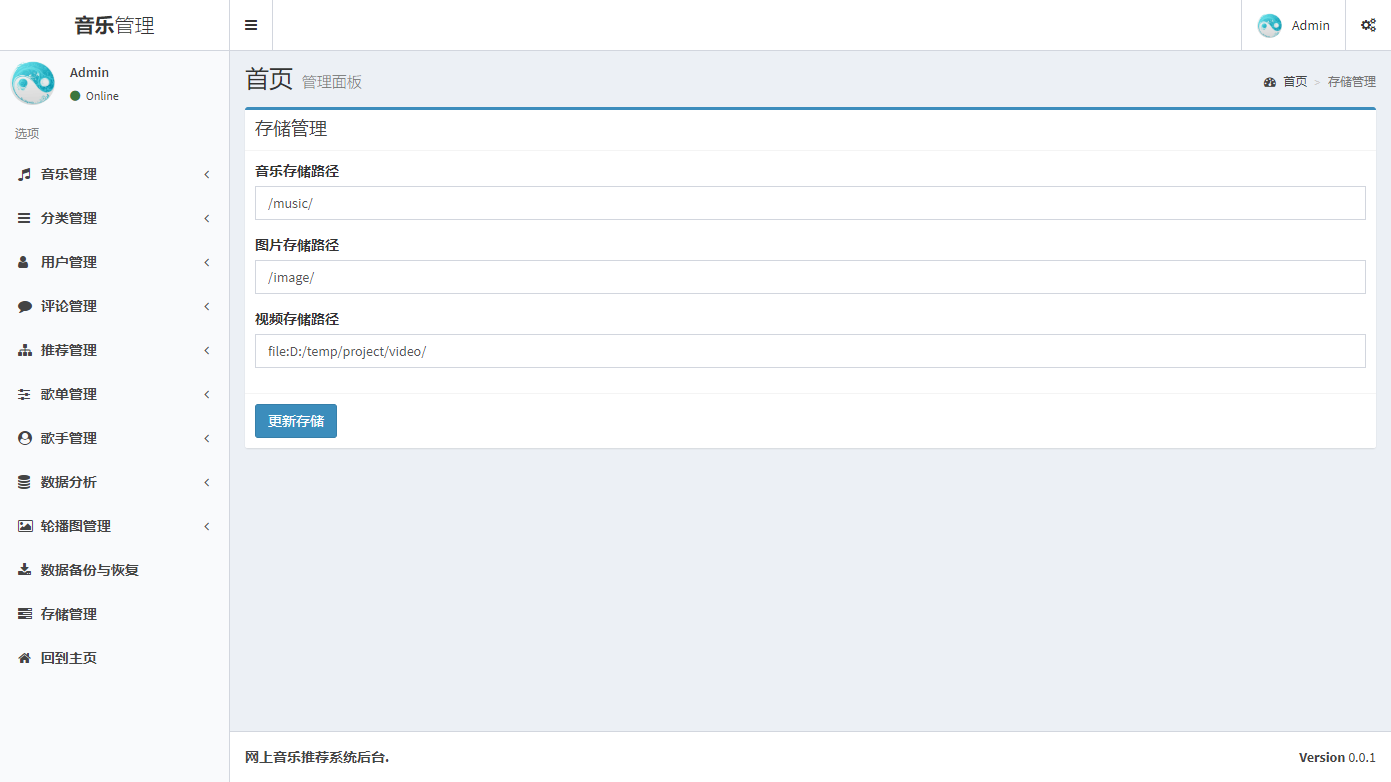 音乐管理
Admin
Admin
Online
选项
音乐管理
分类管理
用户管理
评论管理
推荐管理
歌单管理
歌手管理
数据分析
轮播图管理
数据备份与恢复
存储管理
回到主页
首页 管理面板
首页 > 存储管理
存储管理
音乐存储路径
/music/
图片存储路径
/image/
视频存储路径
file:D:/temp/project/video/
更新存储
网上音乐推荐系统后台.
Version 0.0.1